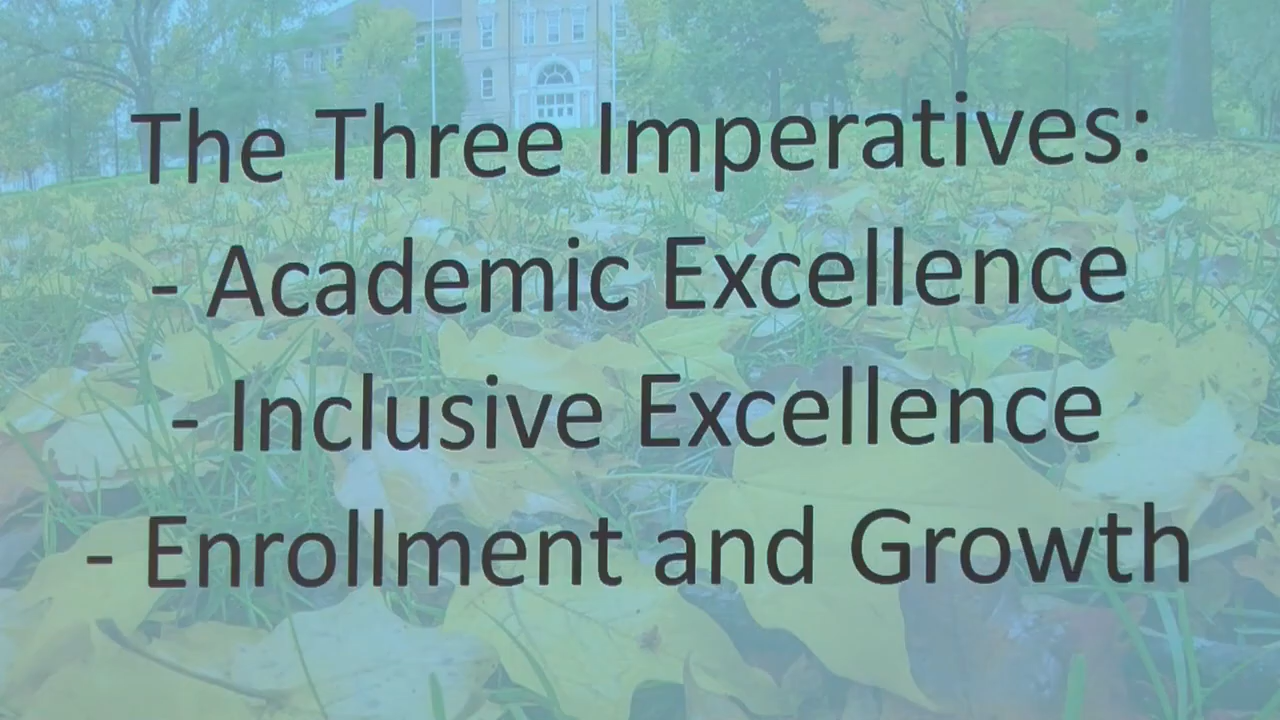 The Three Imperatives:
- Academic Excellence
- Inclusive Excellence
- Enrollment and Growth